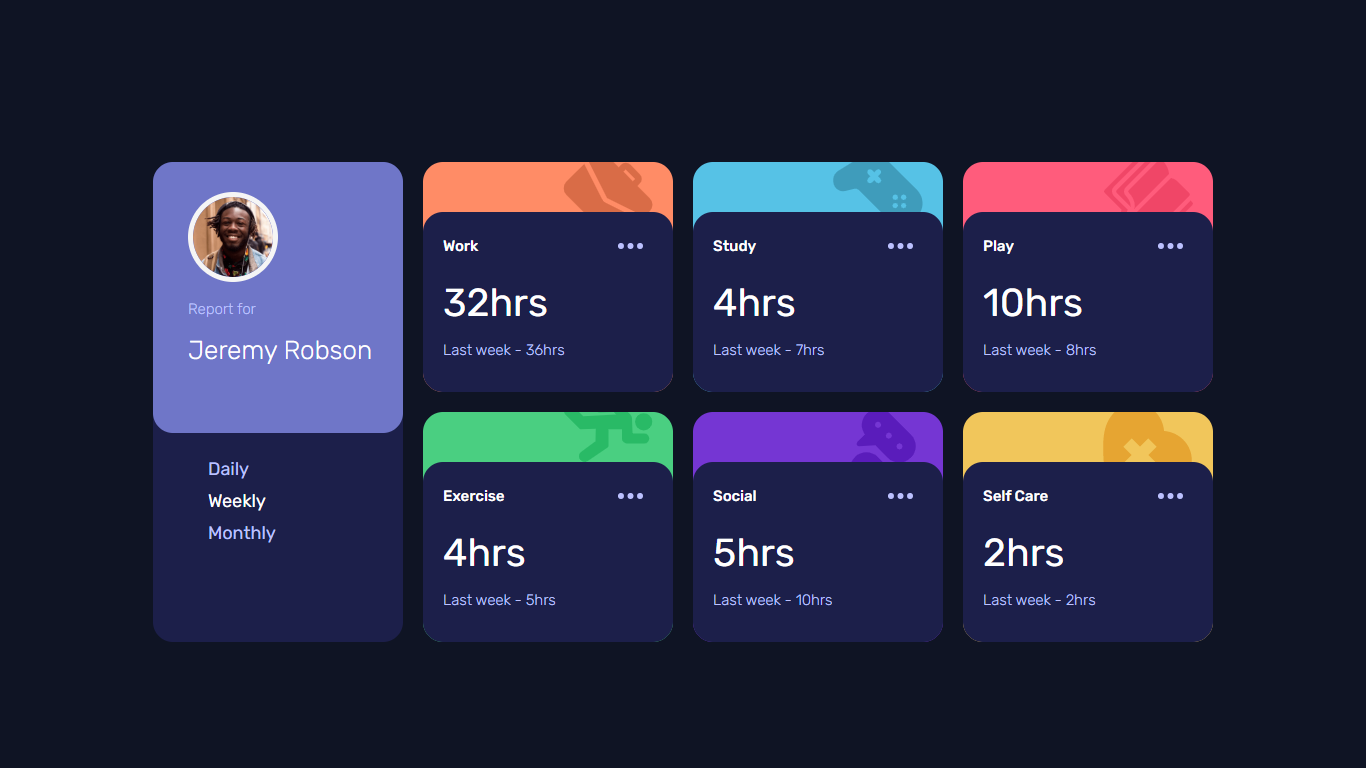 Report for
Jeremy Robson
Daily
Weekly
Monthly
Work
32hrs
Last week - 36hrs
Study
4hrs
Last week - 7hrs
Play
10hrs
Last week - 8hrs
Exercise
4hrs
Last week - 5hrs
Social
5hrs
Last week - 10hrs
Self Care
2hrs
Last week - 2hrs